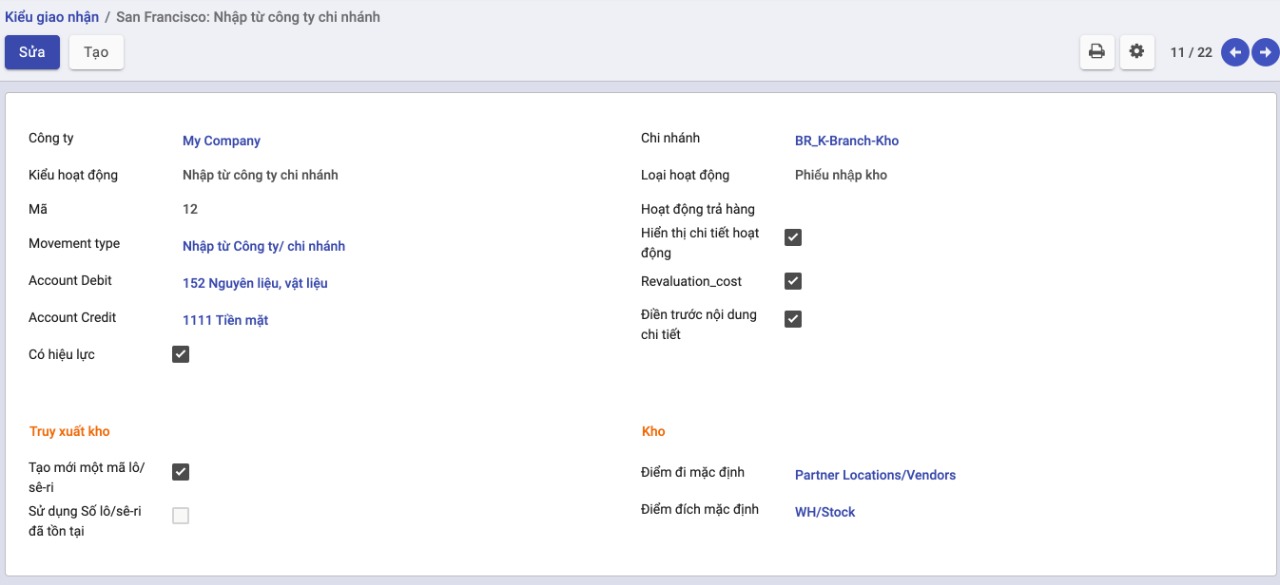 Kiểu giao nhận / San Francisco: Nhập từ công ty chi nhánh
Sửa Tạo 11 / 22
Công ty My Company
Chi nhánh BR_K-Branch-Kho
Kiểu hoạt động Nhập từ công ty chi nhánh
Loại hoạt động Phiếu nhập kho
Mã 12
Hoạt động trả hàng
Movement type Nhập từ Công ty/ chi nhánh
Hiển thị chi tiết hoạt
động
Account Debit 152 Nguyên liệu, vật liệu
Revaluation_cost
Account Credit 1111 Tiền mặt
Điền trước nội dung
chi tiết
Có hiệu lực
Truy xuất kho
Kho
Tạo mới một mã lô/
sê-ri
Điểm đi mặc định Partner Locations/Vendors
Sử dụng Số lô/sê-ri
đã tồn tại
Điểm đích mặc định WH/Stock